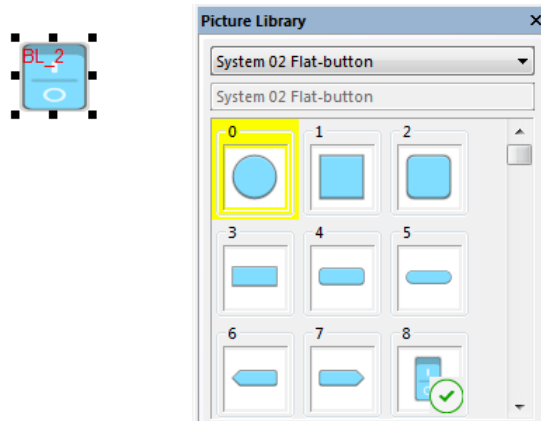 BL_2
Picture Library
System 02 Flat-button
System 02 Flat-button
0 1 2
3 4 5
6 7 8